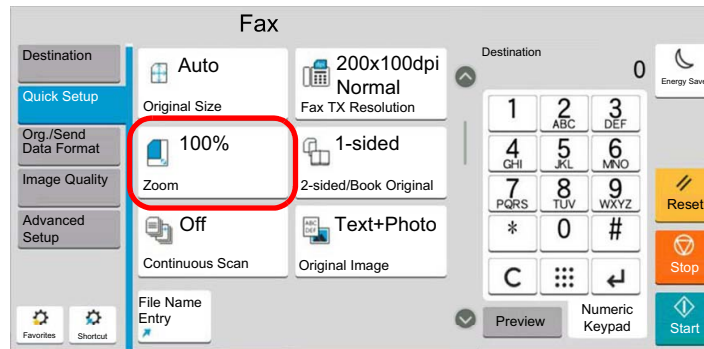 Fax
Destination
Quick Setup
Org./Send
Data Format
Image Quality
Advanced
Setup
Favorites
Shortcut
Auto
Original Size
200x100dpi
Normal
Fax TX Resolution
100%
Zoom
1-sided
2-sided/Book Original
Off
Continuous Scan
ABC
DEF
Text+Photo
Original Image
File Name
Entry
Destination
0
1
2
ABC
3
DEF
4
GHI
5
JKL
6
MNO
7
PQRS
8
TUV
9
WXYZ
*
0
#
C
Preview
Numeric
Keypad
Energy Save
Reset
Stop
Start